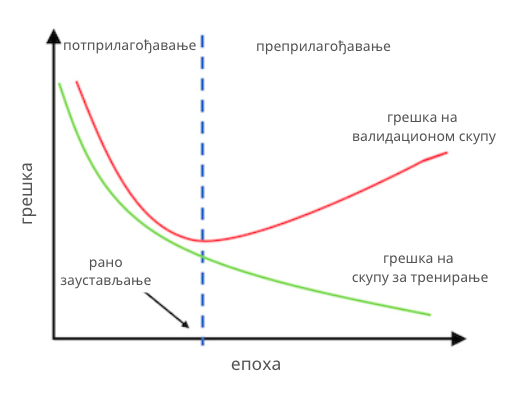 потприлагођавање
преприлагођавање
грешка на
валидационом скупу
грешка
рано
заустављање
грешка на
скупу за тренирање
епоха